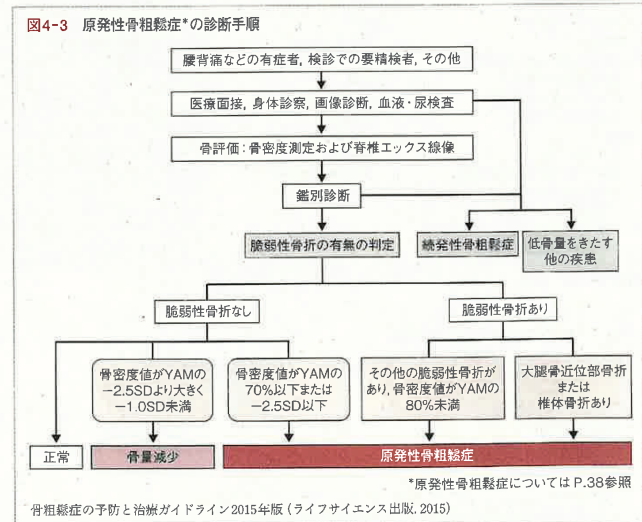 図4-3 原発性骨粗鬆症*の診断手順
腰背痛などの有症者, 検診での要精検者, その他
医療面接, 身体診察, 画像診断, 血液・尿検査
骨評価:骨密度測定および脊椎エックス線像
鑑別診断
脆弱性骨折の有無の判定
続発性骨粗鬆症
低骨量をきたす
他の疾患
脆弱性骨折なし
脆弱性骨折あり
骨密度値がYAMの
-2.5SDより大きく
-1.0SD未満
骨密度値がYAMの
70%以下または
-2.5SD以下
その他の脆弱性骨折が
あり, 骨密度値がYAMの
80%未満
大腿骨近位部骨折
または
椎体骨折あり
正常
骨量減少
原発性骨粗鬆症
*原発性骨粗鬆症についてはP.38参照
骨粗鬆症の予防と治療ガイドライン2015年版(ライフサイエンス出版, 2015)